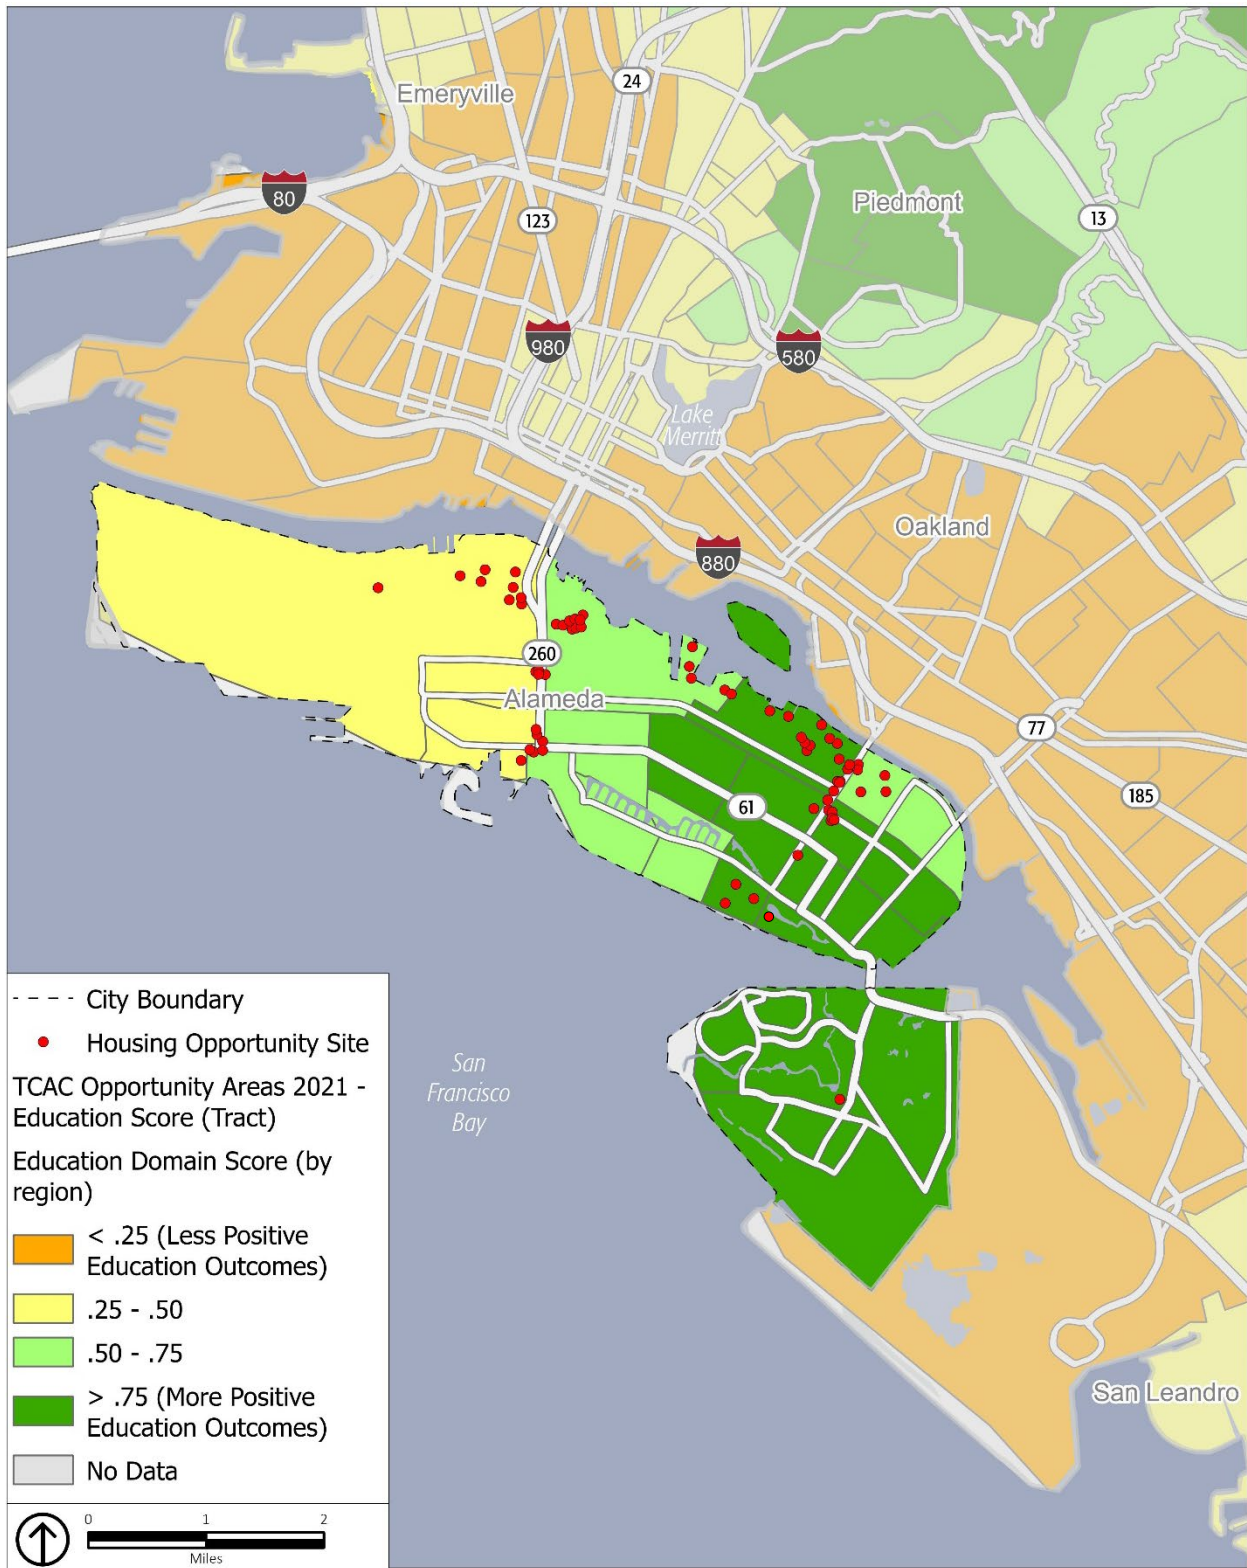 24
Emeryville
80
123
Piedmont
13
980
580
Lake
Merritt
Oakland
880
260
Alameda
77
61
185
San
Francisco
Bay
San Leandro
City Boundary
Housing Opportunity Site
TCAC Opportunity Areas 2021 -
Education Score (Tract)
Education Domain Score (by
region)
< .25 (Less Positive
Education Outcomes)
.25 - .50
.50 - .75
> .75 (More Positive
Education Outcomes)
No Data
0 1 2
Miles